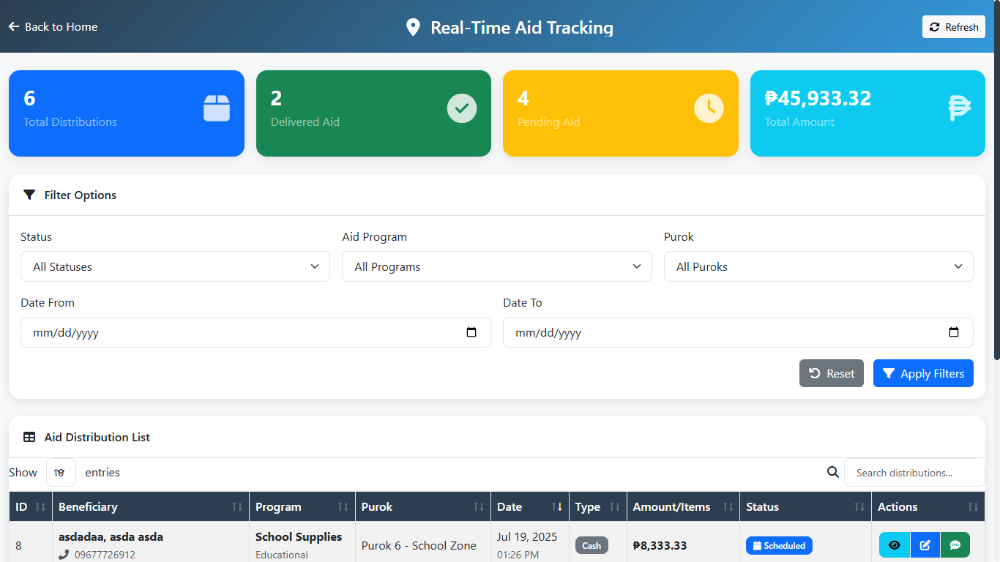 Back to Home
Real-Time Aid Tracking
Refresh
6
Total Distributions
2
Delivered Aid
4
Pending Aid
₱45,933.32
Total Amount
Filter Options
Status
Aid Program
Purok
All Statuses
All Programs
All Puroks
Date From
Date To
mm/dd/yyyy
mm/dd/yyyy
Reset
Apply Filters
Aid Distribution List
Show 10 entries
Search distributions...
ID Beneficiary Program Purok Date Type Amount/Items Status Actions
8 asdadaa, asda asda School Supplies Purok 6 - School Zone Jul 19, 2025 Cash ₱8,333.33 Scheduled
09677726912 Educational 01:26 PM